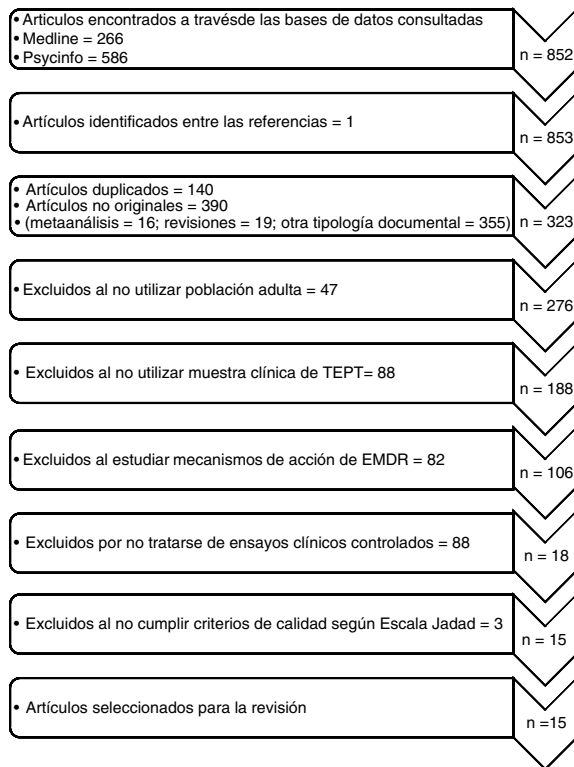 • Árticulos encontrados a travésde las bases de datos consultadas
• Medline = 266
• Psycinfo = 586
n = 852
• Artículos identificados entre las referencias = 1
n = 853
• Artículos duplicados = 140
• Artículos no originales = 390
• (metaanálisis = 16; revisiones = 19; otra tipología documental = 355)
n = 323
• Excluidos al no utilizar población adulta = 47
n = 276
• Excluidos al no utilizar muestra clínica de TEPT= 88
n = 188
• Excluidos al estudiar mecanismos de acción de EMDR = 82
n = 106
• Excluidos por no tratarse de ensayos clínicos controlados = 88
n = 18
• Excluidos al no cumplir criterios de calidad según Escala Jadad = 3
n = 15
• Artículos seleccionados para la revisión
n =15